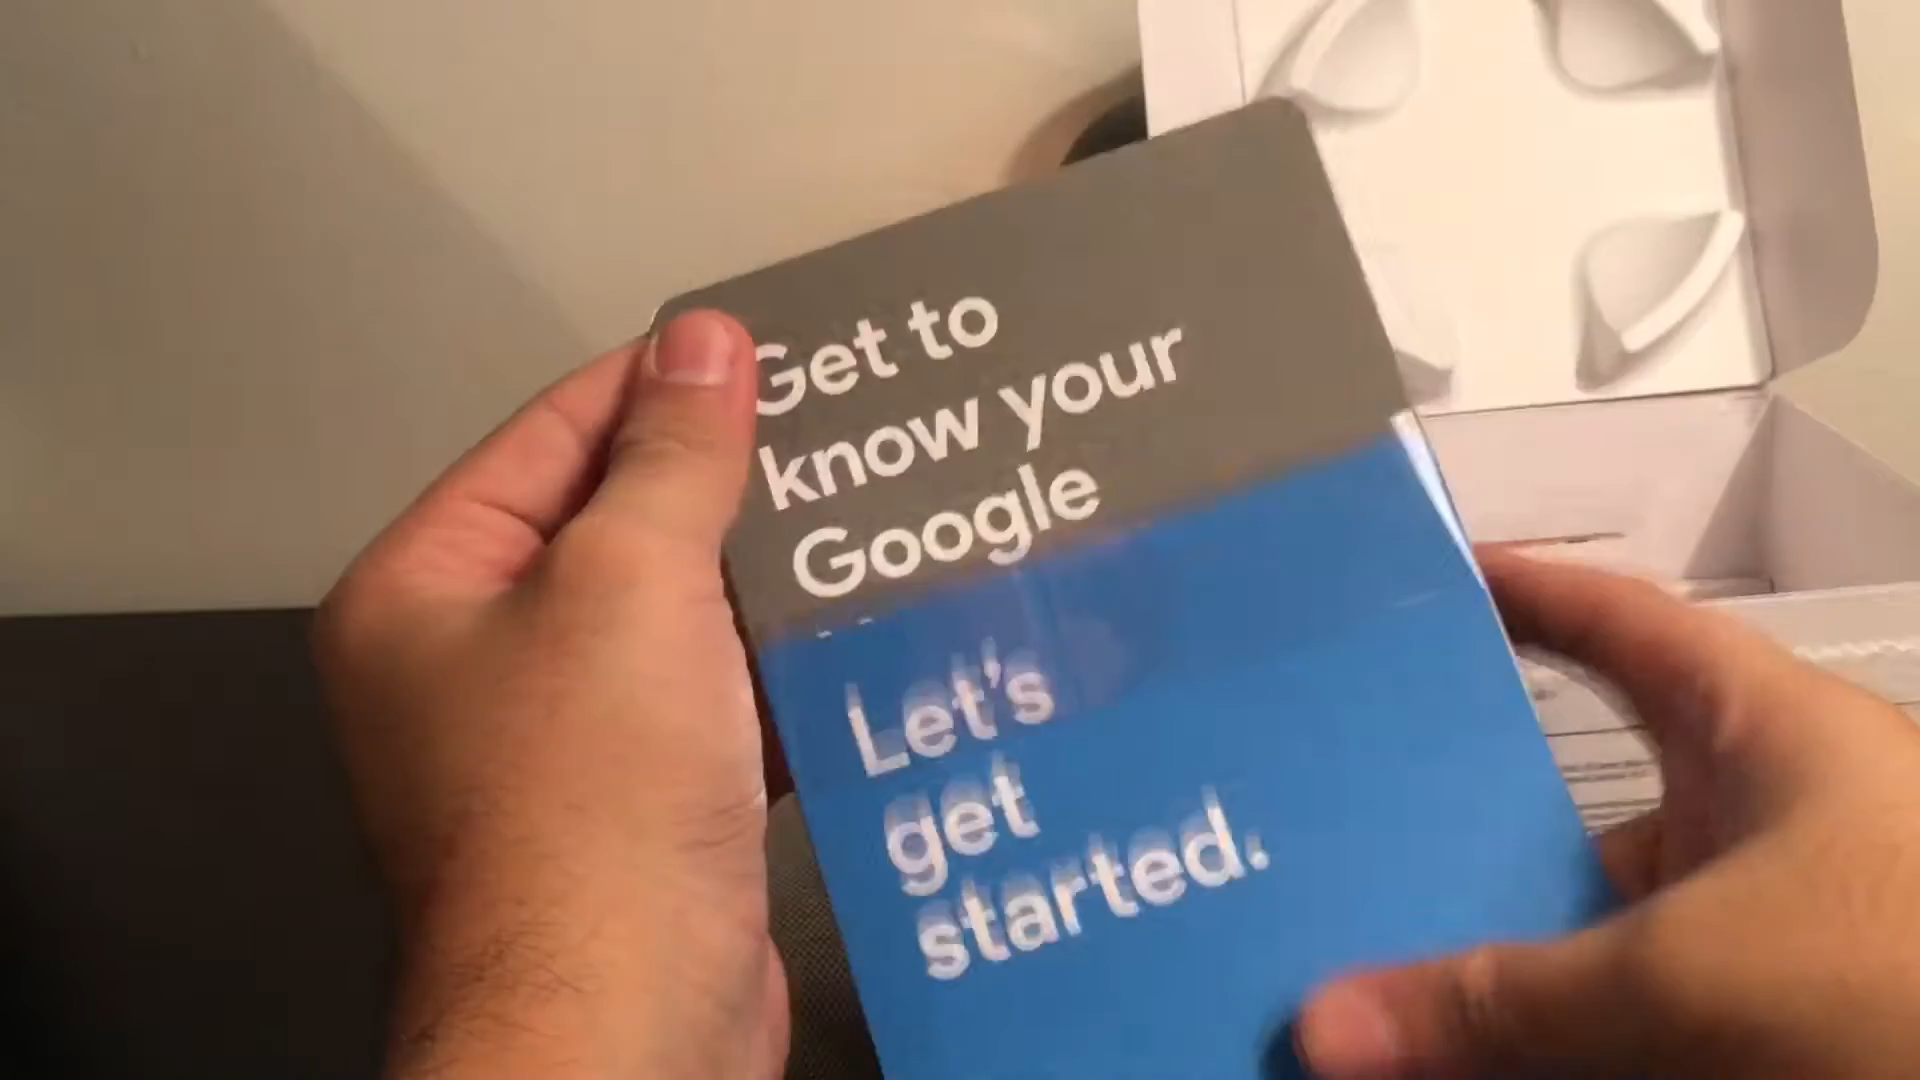 Get to
know your
Google
Let's
get
started.